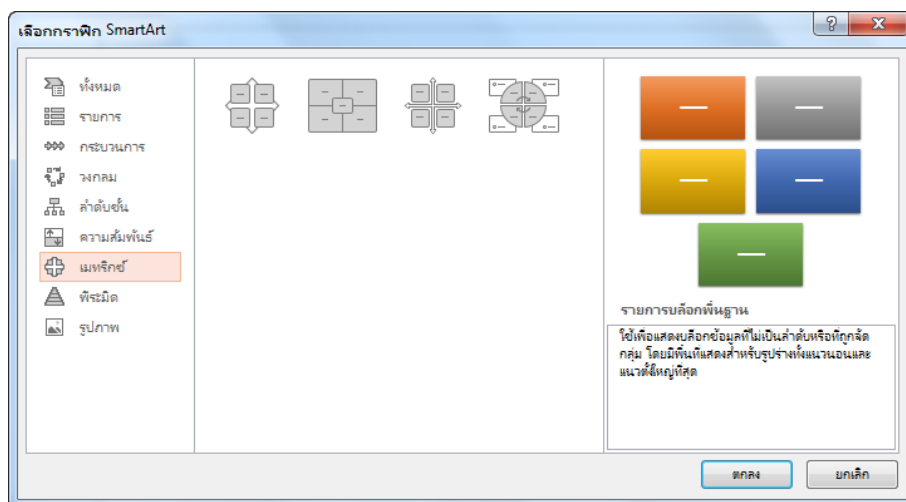 เลือกกราฟิก SmartArt
ทั้งหมด
รายการ
กระบวนการ
วงกลม
ลำดับชั้น
ความสัมพันธ์
เมทริกซ์
พีระมิด
รูปภาพ
รายการบล็อกพื้นฐาน
ใช้เพื่อแสดงบล็อกข้อมูลที่ไม่เป็นลำดับหรือที่ถูกจัด
กลุ่ม โดยมีพื้นที่แสดงสำหรับรูปร่างทั้งแนวนอนและ
แนวตั้งใหญ่ที่สุด
ตกลง
ยกเลิก